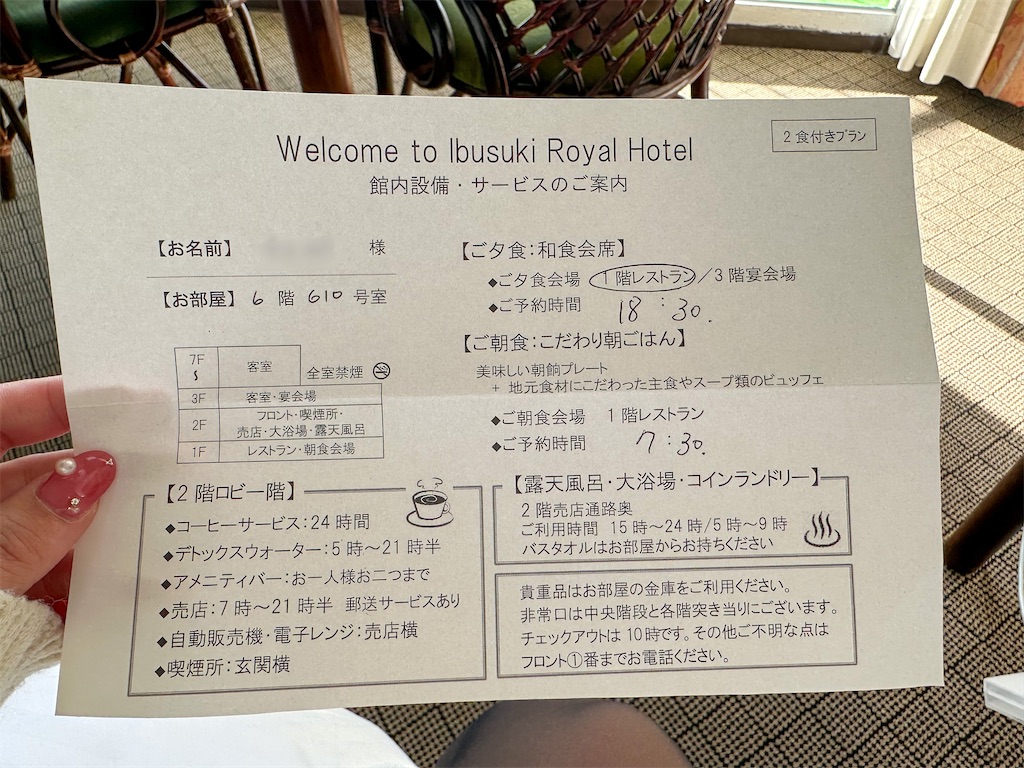 Welcome to Ibusuki Royal Hotel
2食付きプラン
館内設備・サービスのご案内
【お名前】 様
【お部屋】 6 階 610 号室
7F
～
客室
全室禁煙
3F 客室・宴会場
2F フロント・喫煙所・
売店・大浴場・露天風呂
1F レストラン・朝食会場
【ご夕食:和食会席】
◆ご夕食会場 1階レストラン/3階宴会場
◆ご予約時間 18:30.
【ご朝食:こだわり朝ごはん】
美味しい朝餉プレート
+ 地元食材にこだわった主食やスープ類のビュッフェ
◆ご朝食会場 1階レストラン
◆ご予約時間 7:30.
【2階ロビー階】
◆コーヒーサービス:24時間
◆デトックスウォーター:5時～21時半
◆アメニティバー:お一人様お二つまで
◆売店:7時～21時半 郵送サービスあり
◆自動販売機・電子レンジ:売店横
◆喫煙所:玄関横
【露天風呂・大浴場・コインランドリー】
2階売店通路奥
ご利用時間 15時～24時/5時～9時
バスタオルはお部屋からお持ちください
貴重品はお部屋の金庫をご利用ください。
非常口は中央階段と各階突き当りにございます。
チェックアウトは10時です。その他ご不明な点は
フロント①番までお電話ください。